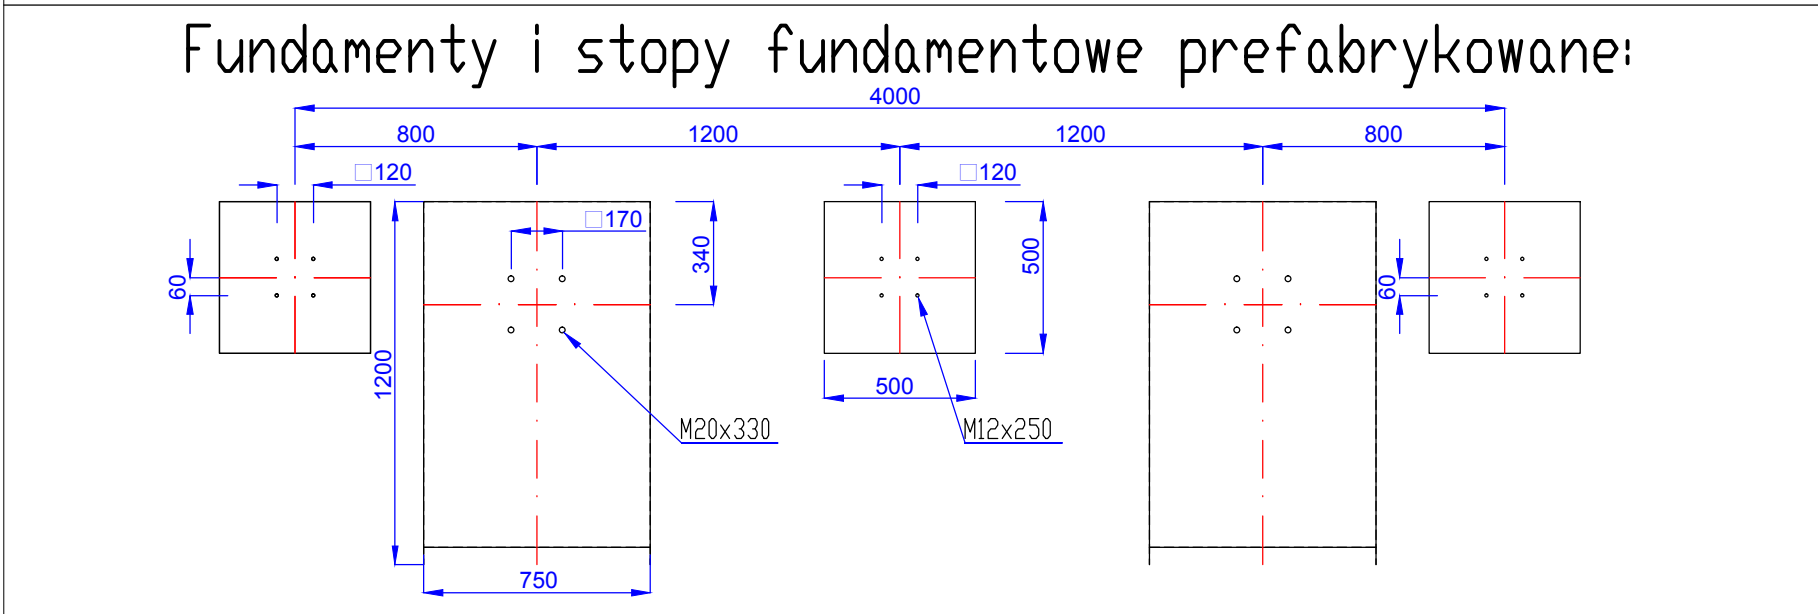 Fundamenty i stopy fundamentowe prefabrykowane:
4000
800 1200 1200 800
□120 □120
□170
340
500
60
60
1200
500
M20x330
M12x250
750